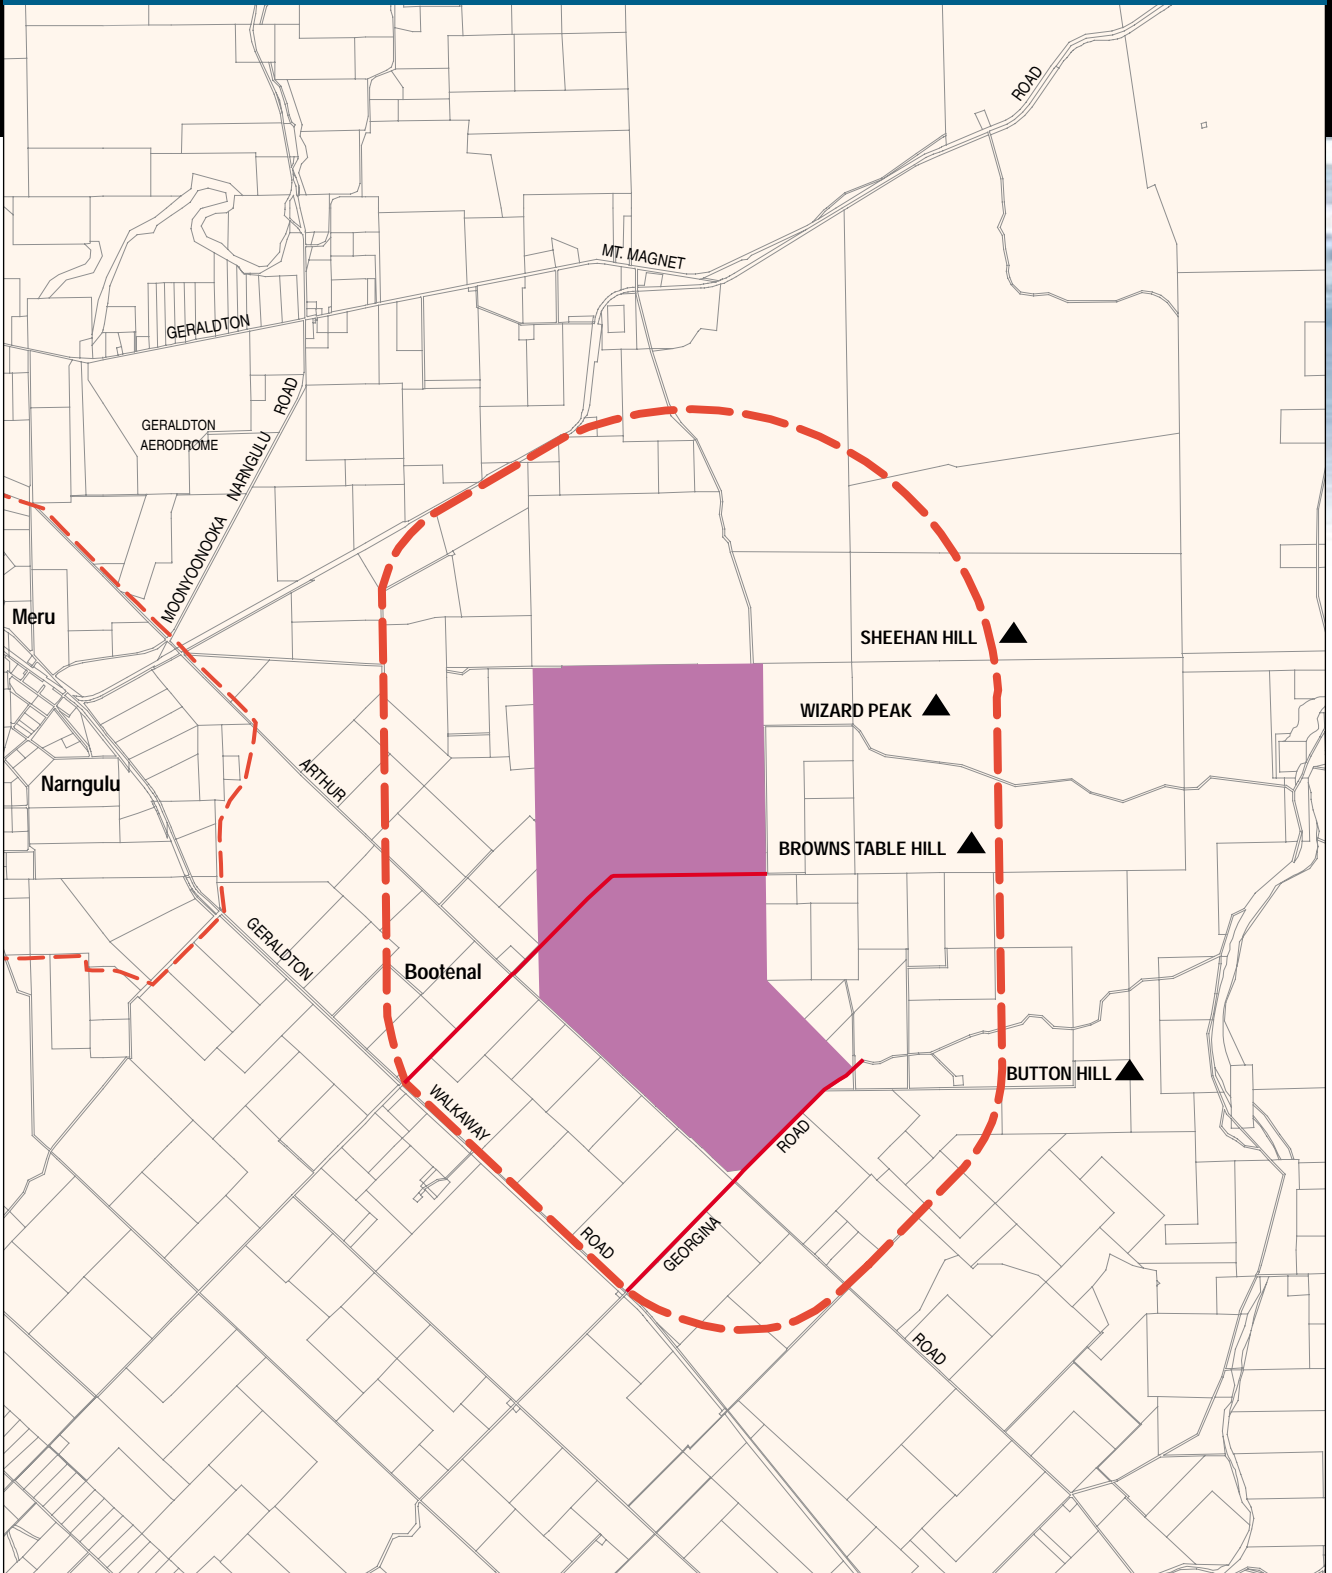 ROAD
MT. MAGNET
GERALDTON
ROAD
GERALDTON
AERODROME
NARNGULU
MOONYOONOOKA
Meru
SHEEHAN HILL
WIZARD PEAK
ARTHUR
Narngulu
BROWNS TABLE HILL
GERALDTON
Bootenal
BUTTON HILL
WALKAWAY
ROAD
ROAD
GEORGINA
ROAD